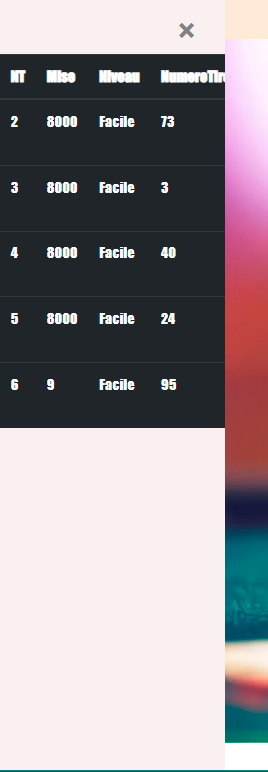 ×
NT Mise Niveau NumeroTire
2 8000 Facile 73
3 8000 Facile 3
4 8000 Facile 40
5 8000 Facile 24
6 9 Facile 95